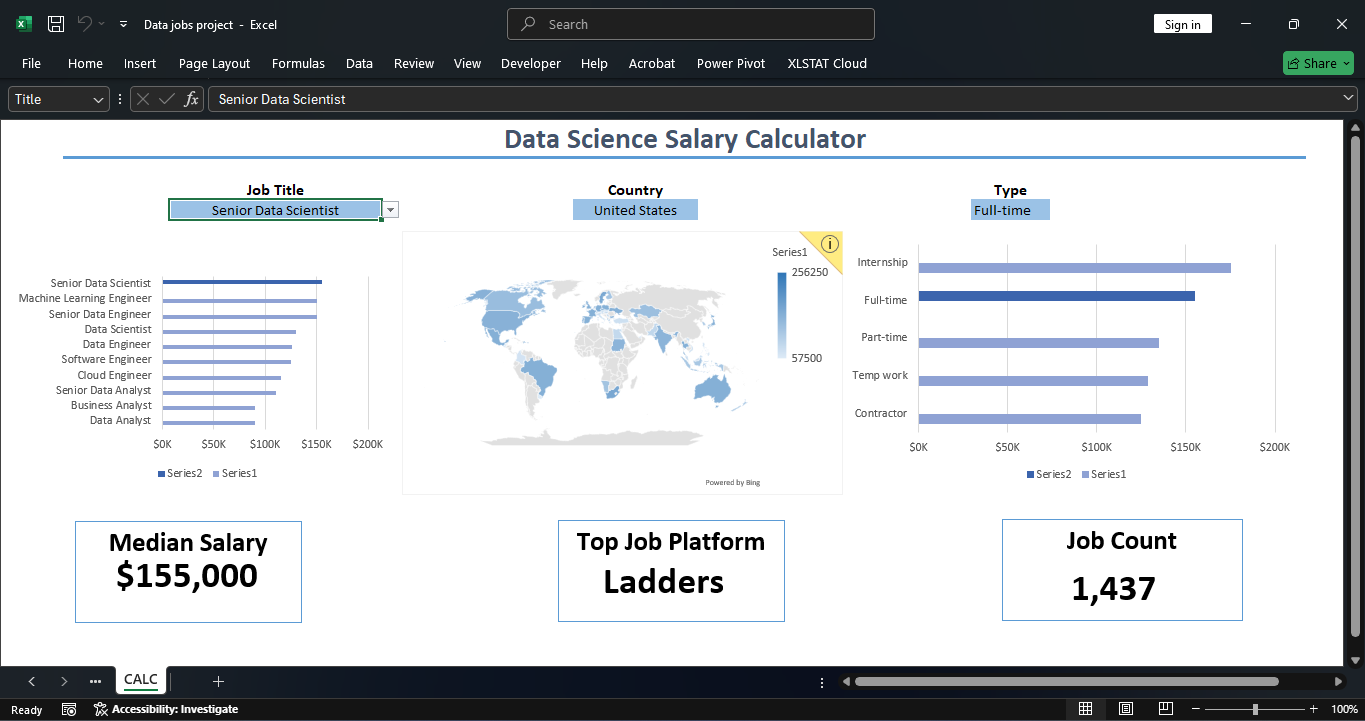 Data jobs project - Excel
Search
Sign in
File Home Insert Page Layout Formulas Data Review View Developer Help Acrobat Power Pivot XLSTAT Cloud
Share
Title
fx
Senior Data Scientist
Data Science Salary Calculator
Job Title
Senior Data Scientist
Country
United States
Type
Full-time
Senior Data Scientist
Machine Learning Engineer
Senior Data Engineer
Data Scientist
Data Engineer
Software Engineer
Cloud Engineer
Senior Data Analyst
Business Analyst
Data Analyst
$0K $50K $100K $150K $200K
Series2 Series1
Series1
256250
57500
Powered by Bing
Internship
Full-time
Part-time
Temp work
Contractor
$0K $50K $100K $150K $200K
Series2 Series1
Median Salary
$155,000
Top Job Platform
Ladders
Job Count
1,437
CALC
Ready
Accessibility: Investigate
100%